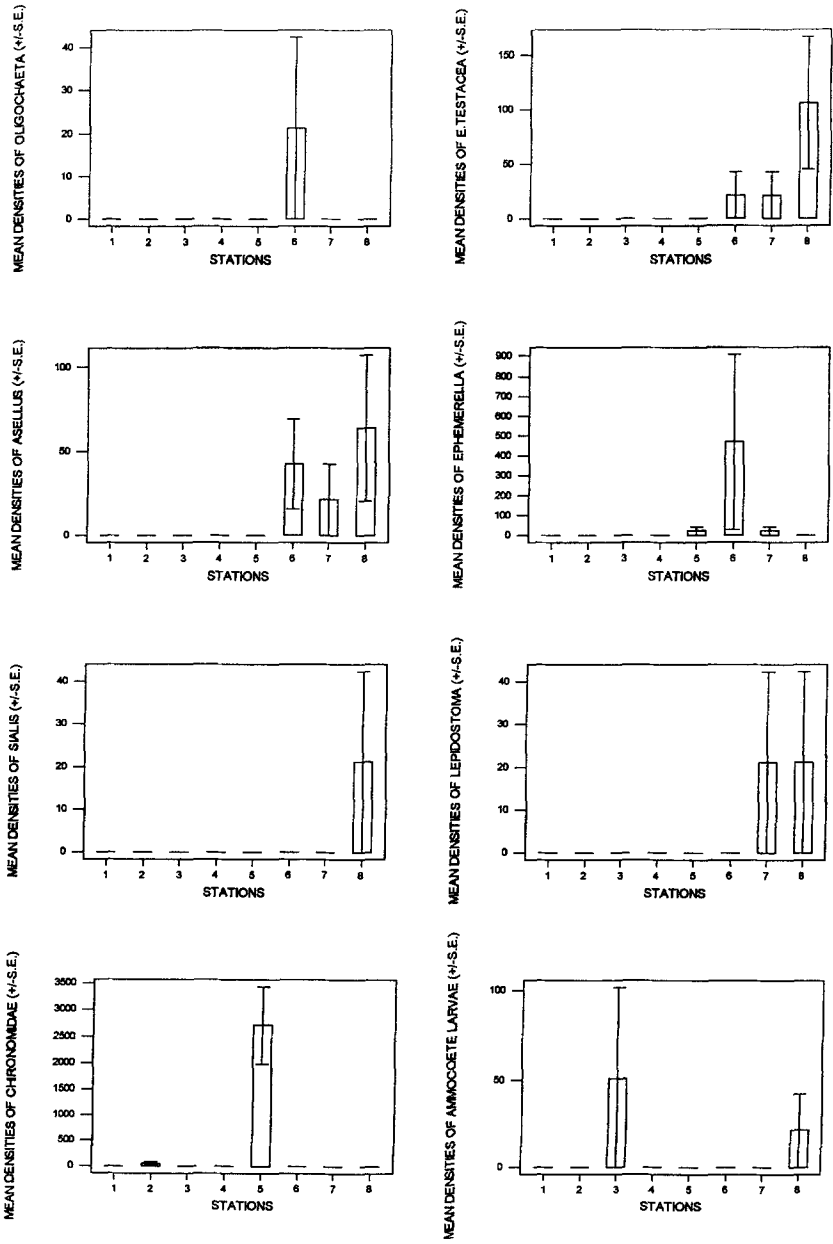 MEAN DENSITIES OF OLIGOCHAETA (+/-S.E.)
40
30
20
10
0
1 2 3 4 5 6 7 8
STATIONS
MEAN DENSITIES OF E.TESTACEA (+/-S.E.)
150
100
50
0
1 2 3 4 5 6 7 8
STATIONS
MEAN DENSITIES OF ASELLUS (+/-S.E.)
100
50
0
1 2 3 4 5 6 7 8
STATIONS
MEAN DENSITIES OF EPHEMERELLA (+/-S.E.)
900
800
700
600
500
400
300
200
100
0
1 2 3 4 5 6 7 8
STATIONS
MEAN DENSITIES OF SIALIS (+/-S.E.)
40
30
20
10
0
1 2 3 4 5 6 7 8
STATIONS
MEAN DENSITIES OF LEPIDOSTOMA (+/-S.E.)
40
30
20
10
0
1 2 3 4 5 6 7 8
STATIONS
MEAN DENSITIES OF CHIRONOMIDAE (+/-S.E.)
3500
3000
2500
2000
1500
1000
500
0
1 2 3 4 5 6 7 8
STATIONS
MEAN DENSITIES OF AMMOCOETE LARVAE (+/-S.E.)
100
50
0
1 2 3 4 5 6 7 8
STATIONS